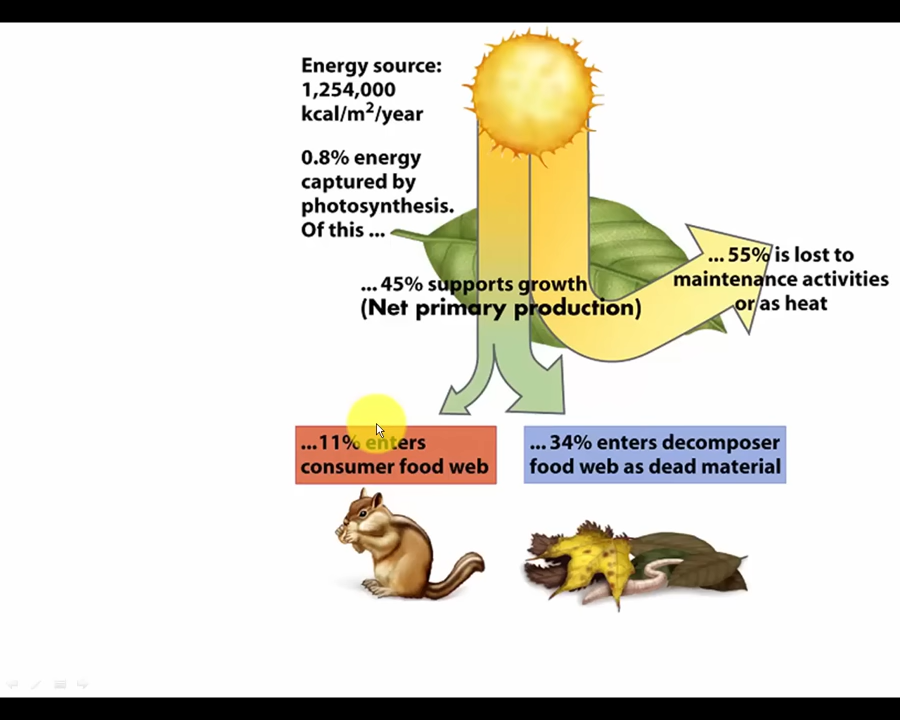 Energy source:
1,254,000
kcal/m²/year
0.8% energy
captured by
photosynthesis.
Of this ...
... 45% supports growth
(Net primary production)
... 55% is lost to
maintenance activities
or as heat
...11% enters
consumer food web
... 34% enters decomposer
food web as dead material